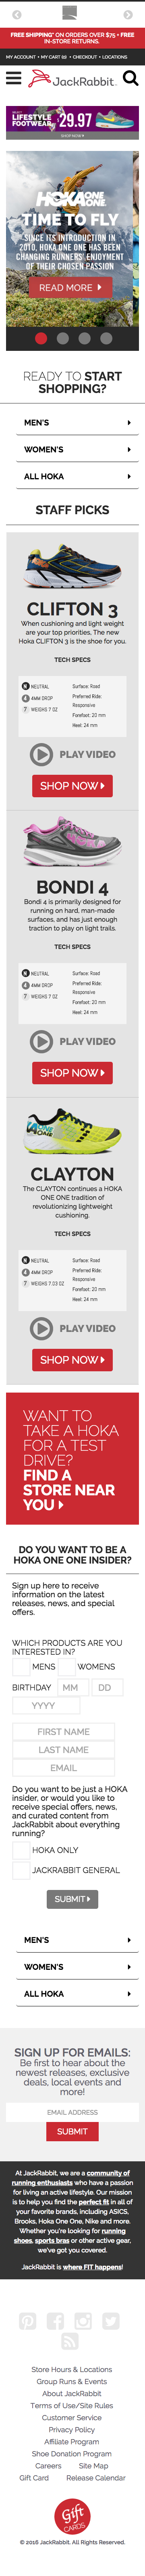 FREE SHIPPING* ON ORDERS OVER $75 + FREE
IN-STORE RETURNS.
MY ACCOUNT • MY CART (0) • CHECKOUT • LOCATIONS
JackRabbit
LIFESTYLE
FOOTWEAR
$29.97
SHOP NOW
HOKA ONE ONE
TIME TO FLY
SINCE ITS INTRODUCTION IN
2010, HOKA ONE ONE HAS BEEN
CHANGING RUNNERS' ENJOYMENT
OF THEIR CHOSEN PASSION
READ MORE
READY TO START
SHOPPING?
MEN'S
WOMEN'S
ALL HOKA
STAFF PICKS
CLIFTON 3
When cushioning and light weight
are your top priorities, The new
Hoka CLIFTON 3 is the shoe for you.
TECH SPECS
N NEUTRAL
4 4MM DROP
7 WEIGHS 7 OZ
Surface: Road
Preferred Ride:
Responsive
Forefoot: 20 mm
Heel: 24 mm
PLAY VIDEO
SHOP NOW
BONDI 4
Bondi 4 is primarily designed for
running on hard, man-made
surfaces, and has just enough
traction to play on light trails.
TECH SPECS
N NEUTRAL
4 4MM DROP
7 WEIGHS 7 OZ
Surface: Road
Preferred Ride:
Responsive
Forefoot: 20 mm
Heel: 24 mm
PLAY VIDEO
SHOP NOW
CLAYTON
The CLAYTON continues a HOKA
ONE ONE tradition of
revolutionizing lightweight
cushioning.
TECH SPECS
N NEUTRAL
4 4MM DROP
7 WEIGHS 7.03 OZ
Surface: Road
Preferred Ride:
Responsive
Forefoot: 20 mm
Heel: 24 mm
PLAY VIDEO
SHOP NOW
WANT TO
TAKE A HOKA
FOR A TEST
DRIVE?
FIND A
STORE NEAR
YOU
DO YOU WANT TO BE A
HOKA ONE ONE INSIDER?
Sign up here to receive
information on the latest
releases, news, and special
offers.
WHICH PRODUCTS ARE YOU
INTERESTED IN?
MENS WOMENS
BIRTHDAY MM DD
YYYY
FIRST NAME
LAST NAME
EMAIL
Do you want to be just a HOKA
insider, or would you like to
receive special offers, news,
and curated content from
JackRabbit about everything
running?
HOKA ONLY
JACKRABBIT GENERAL
SUBMIT
MEN'S
WOMEN'S
ALL HOKA
SIGN UP FOR EMAILS:
Be first to hear about the
newest releases, exclusive
deals, local events and
more!
EMAIL ADDRESS
SUBMIT
At JackRabbit, we are a community of
running enthusiasts who have a passion
for living an active lifestyle. Our mission
is to help you find the perfect fit in all of
your favorite brands, including ASICS,
Brooks, Hoka One One, Nike and more.
Whether you're looking for running
shoes, sports bras or other active gear,
we've got you covered.
JackRabbit is where FIT happens!
Store Hours & Locations
Group Runs & Events
About JackRabbit
Terms of Use/Site Rules
Customer Service
Privacy Policy
Affiliate Program
Shoe Donation Program
Careers Site Map
Gift Card Release Calendar
Gift
CARDS
© 2016 JackRabbit. All Rights Reserved.